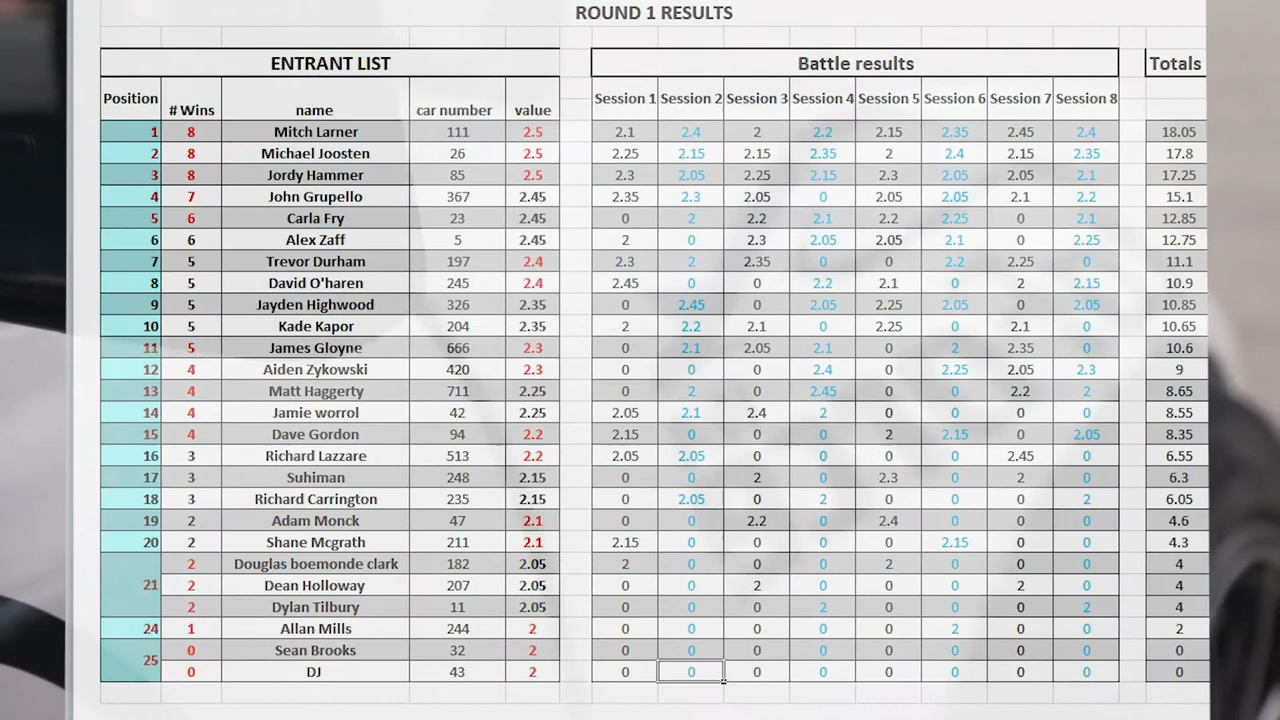 ROUND 1 RESULTS
ENTRANT LIST Battle results Totals
Position # Wins name car number value Session 1 Session 2 Session 3 Session 4 Session 5 Session 6 Session 7 Session 8
1 8 Mitch Larner 111 2.5 2.1 2.4 2 2.2 2.15 2.35 2.45 2.4 18.05
2 8 Michael Joosten 26 2.5 2.25 2.15 2.15 2.35 2 2.4 2.15 2.35 17.8
3 8 Jordy Hammer 85 2.5 2.3 2.05 2.25 2.15 2.3 2.05 2.05 2.1 17.25
4 7 John Grupello 367 2.45 2.35 2.3 2.05 0 2.05 2.05 2.1 2.2 15.1
5 6 Carla Fry 23 2.45 0 2 2.2 2.1 2.2 2.25 0 2.1 12.85
6 6 Alex Zaff 5 2.45 2 0 2.3 2.05 2.05 2.1 0 2.25 12.75
7 5 Trevor Durham 197 2.4 2.3 2 2.35 0 0 2.2 2.25 0 11.1
8 5 David O'haren 245 2.4 2.45 0 0 2.2 2.1 0 2 2.15 10.9
9 5 Jayden Highwood 326 2.35 0 2.45 0 2.05 2.25 2.05 0 2.05 10.85
10 5 Kade Kapor 204 2.35 2 2.2 2.1 0 2.25 0 2.1 0 10.65
11 5 James Gloyne 666 2.3 0 2.1 2.05 2.1 0 2 2.35 0 10.6
12 4 Aiden Zykowski 420 2.3 0 0 0 2.4 0 2.25 2.05 2.3 9
13 4 Matt Haggerty 711 2.25 0 2 0 2.45 0 0 2.2 2 8.65
14 4 Jamie worrol 42 2.25 2.05 2.1 2.4 2 0 0 0 0 8.55
15 4 Dave Gordon 94 2.2 2.15 0 0 0 2 2.15 0 2.05 8.35
16 3 Richard Lazzare 513 2.2 2.05 2.05 0 0 0 0 2.45 0 6.55
17 3 Suhiman 248 2.15 0 0 2 0 2.3 0 2 0 6.3
18 3 Richard Carrington 235 2.15 0 2.05 0 2 0 0 0 2 6.05
19 2 Adam Monck 47 2.1 0 0 2.2 0 2.4 0 0 0 4.6
20 2 Shane Mcgrath 211 2.1 2.15 0 0 0 0 2.15 0 0 4.3
2 Douglas boemonde clark 182 2.05 2 0 0 0 2 0 0 0 4
21 2 Dean Holloway 207 2.05 0 0 2 0 0 0 2 0 4
2 Dylan Tilbury 11 2.05 0 0 0 2 0 0 0 2 4
24 1 Allan Mills 244 2 0 0 0 0 0 2 0 0 2
25 0 Sean Brooks 32 2 0 0 0 0 0 0 0 0 0
0 DJ 43 2 0 0 0 0 0 0 0 0 0